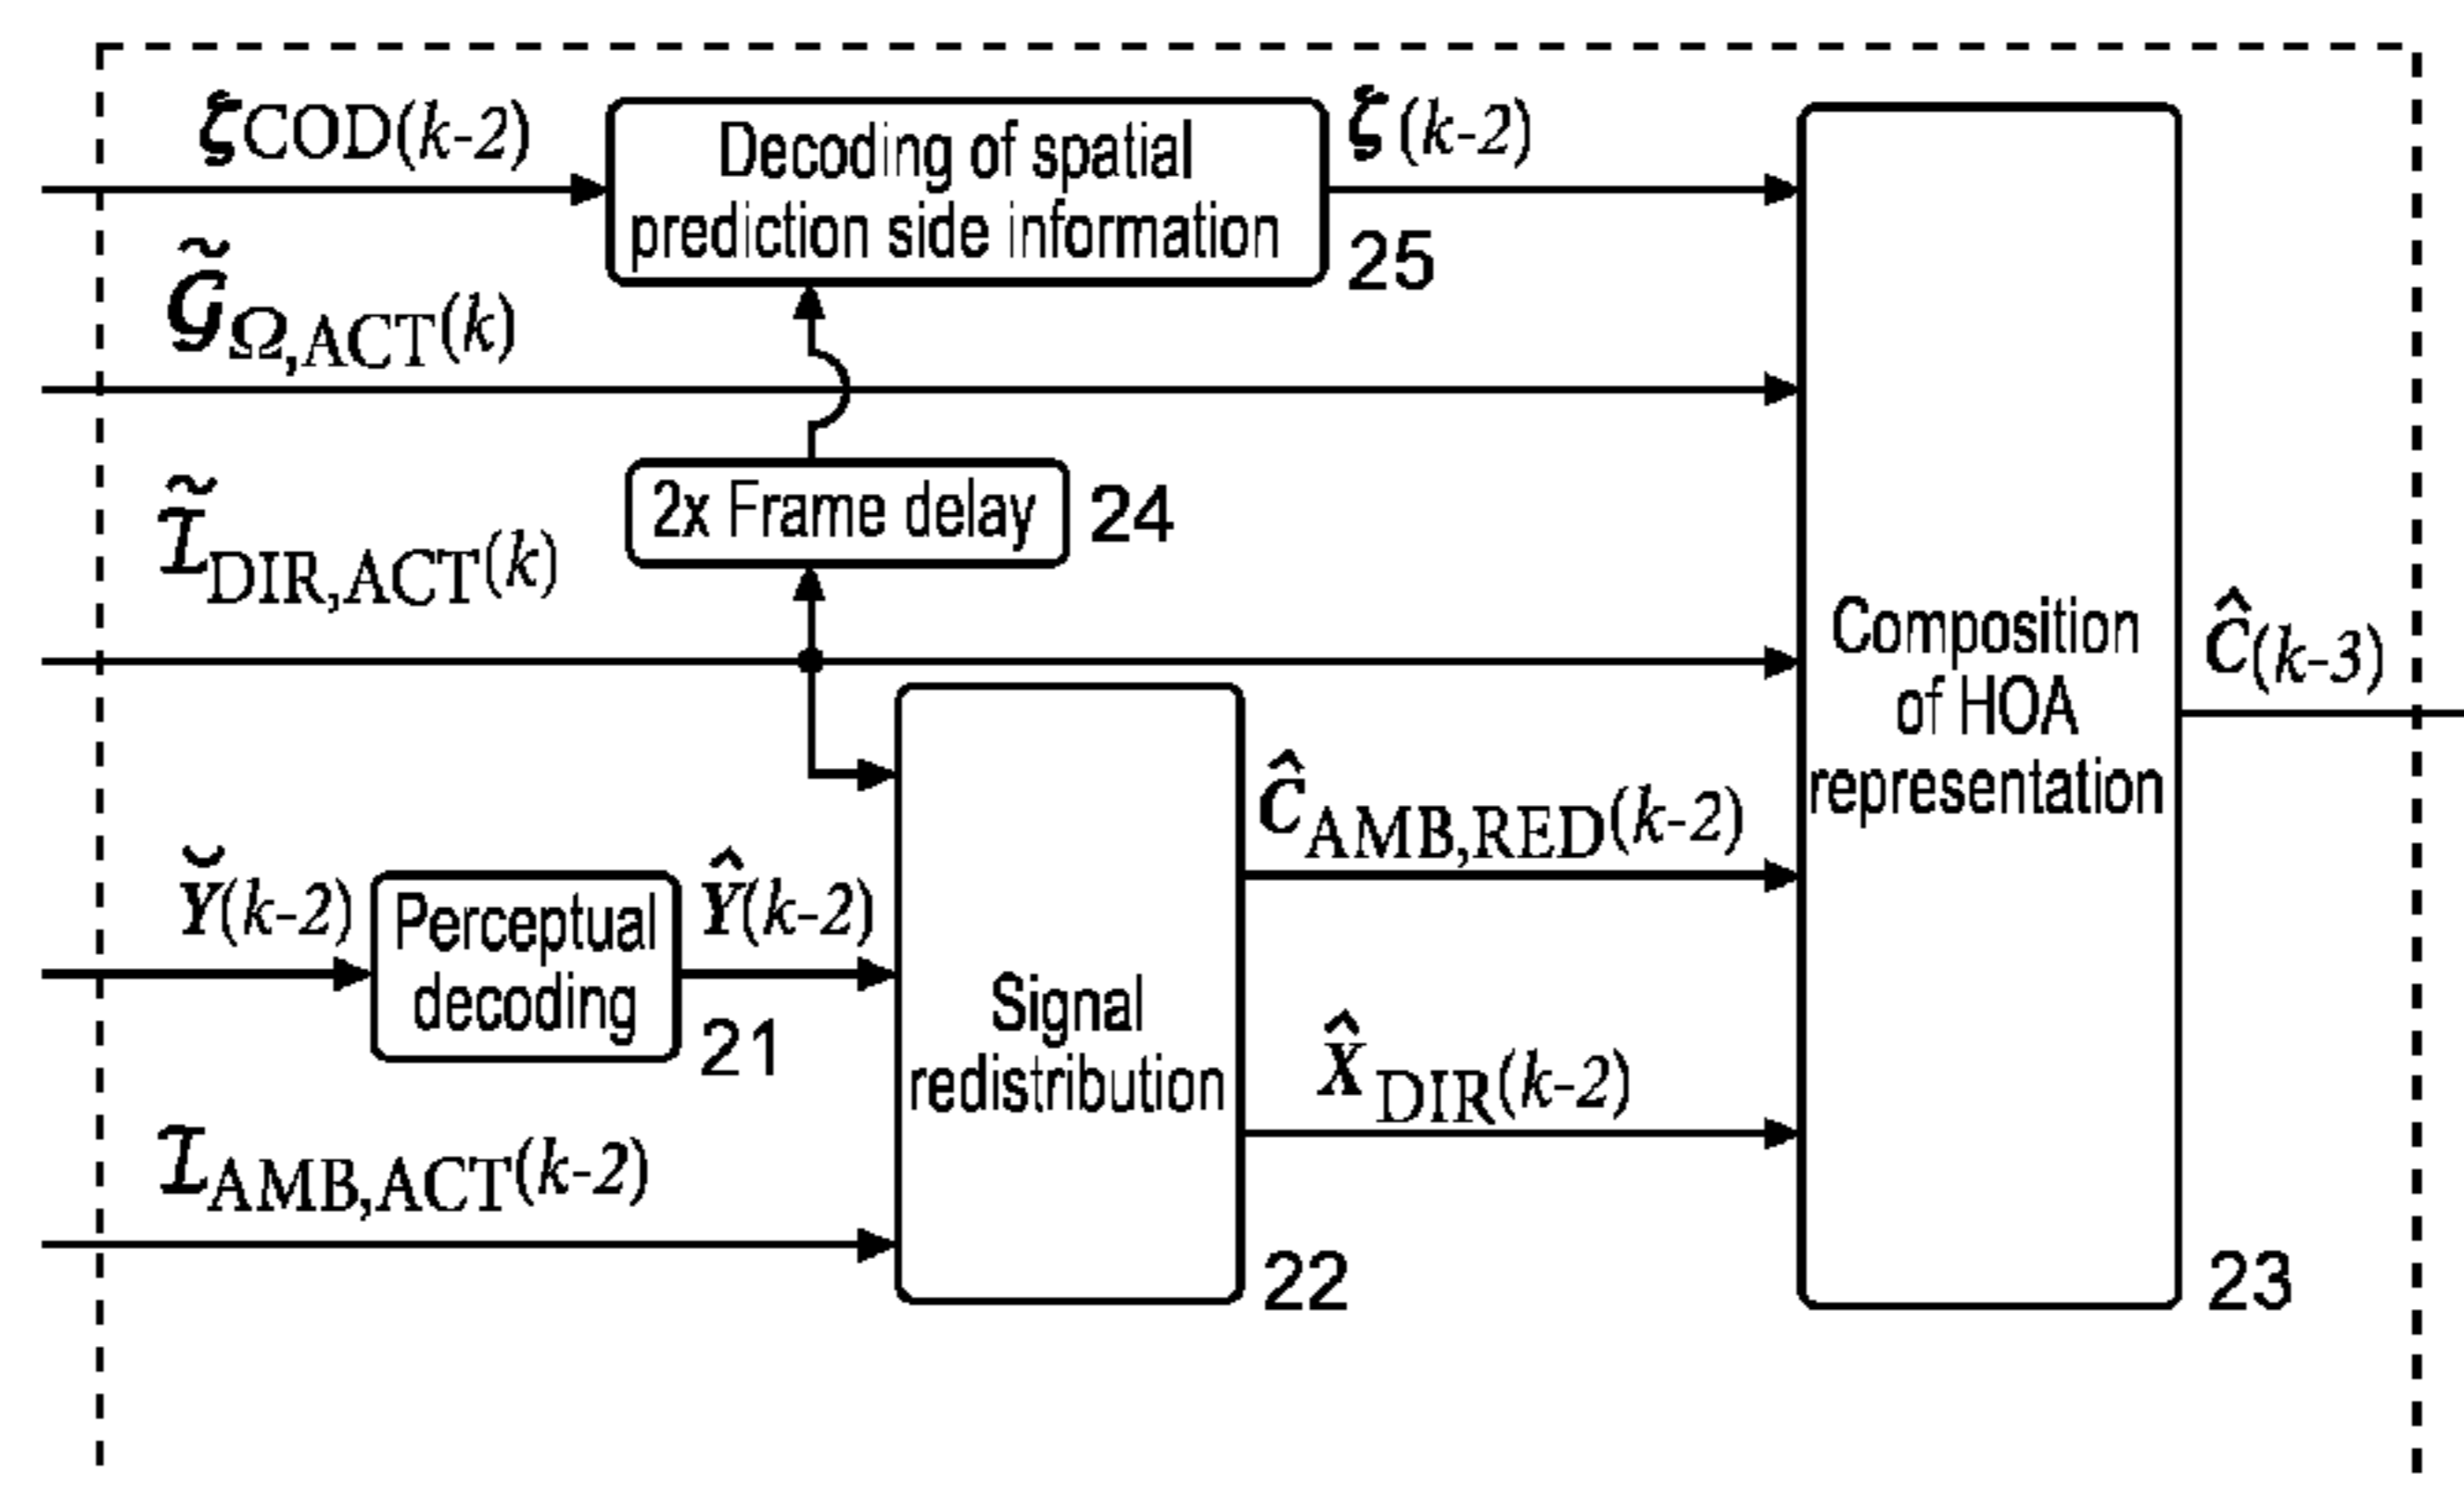 ζCOD(k-2)
Decoding of spatial
prediction side information
ζ(k-2)
25
G̃Ω,ACT(k)
2x Frame delay
24
ĨDIR,ACT(k)
Composition
of HOA
representation
Ĉ(k-3)
ĈAMB,RED(k-2)
Y̆(k-2)
Perceptual
decoding
Ŷ(k-2)
21
Signal
redistribution
X̂DIR(k-2)
IAMB,ACT(k-2)
22
23